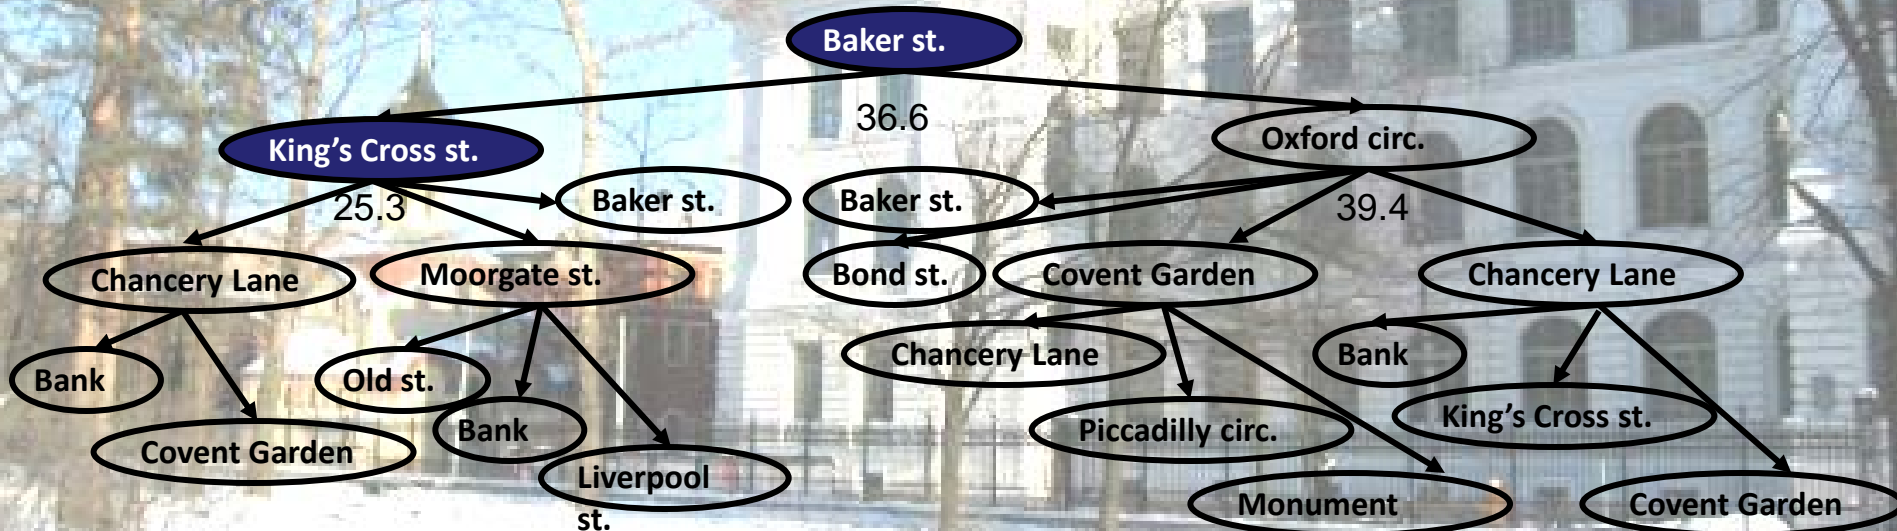 Baker st.
36.6
King's Cross st.
Oxford circ.
25.3
Baker st.
Baker st.
39.4
Chancery Lane
Moorgate st.
Bond st.
Covent Garden
Chancery Lane
Bank
Old st.
Chancery Lane
Bank
Covent Garden
Bank
Liverpool
st.
Piccadilly circ.
King's Cross st.
Monument
Covent Garden